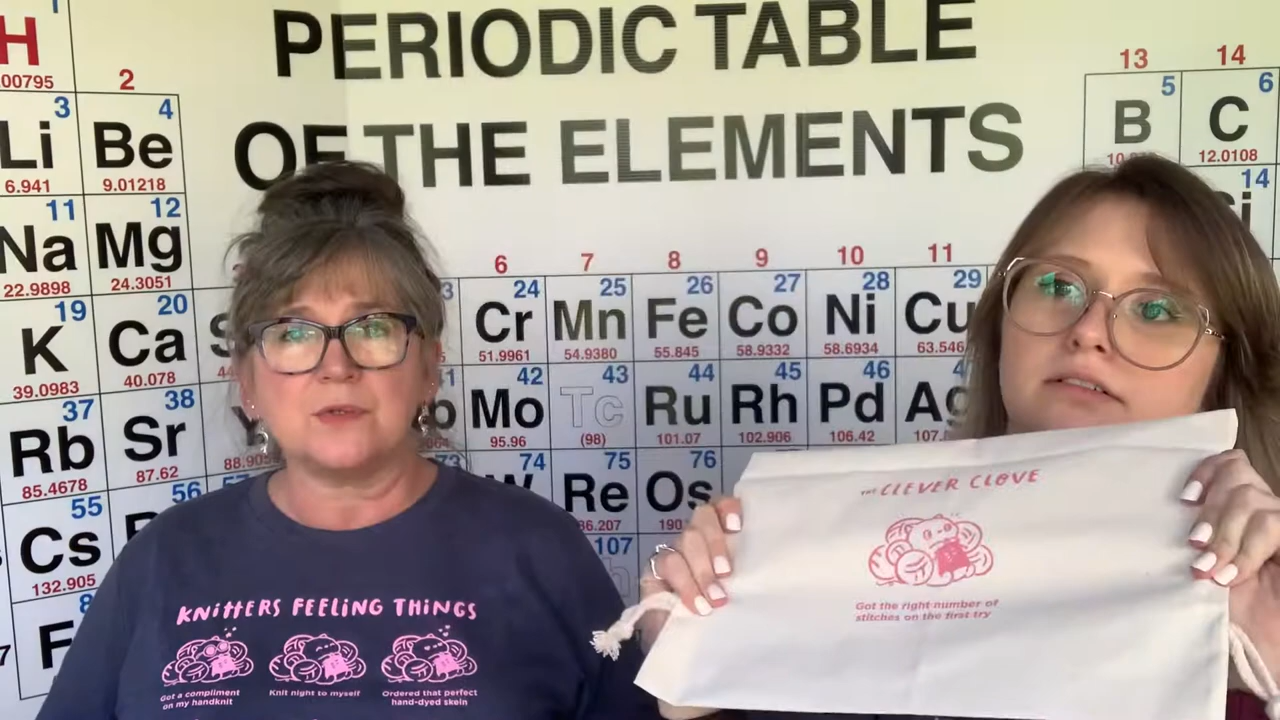 PERIODIC TABLE
OF THE ELEMENTS
1
H
00795
2
3
Li
6.941
4
Be
9.01218
11
Na
22.9898
12
Mg
24.3051
19
K
39.0983
20
Ca
40.078
37
Rb
85.4678
38
Sr
87.62
55
Cs
132.905
56
6
24
Cr
51.9961
7
25
Mn
54.9380
8
26
Fe
55.845
9
27
Co
58.9332
10
28
Ni
58.6934
11
29
Cu
63.546
42
Mo
95.96
43
Tc
(98)
44
Ru
101.07
45
Rh
102.906
46
Pd
106.42
Ag
107.
74
W
75
Re
86.207
76
Os
190
107
13
5
B
14
6
C
12.0108
14
Si
KNITTERS FEELING THINGS
Got a compliment
on my handknit
Knit night to myself
Ordered that perfect
hand-dyed skein
THE CLEVER CLOVE
Got the right number of
stitches on the first try